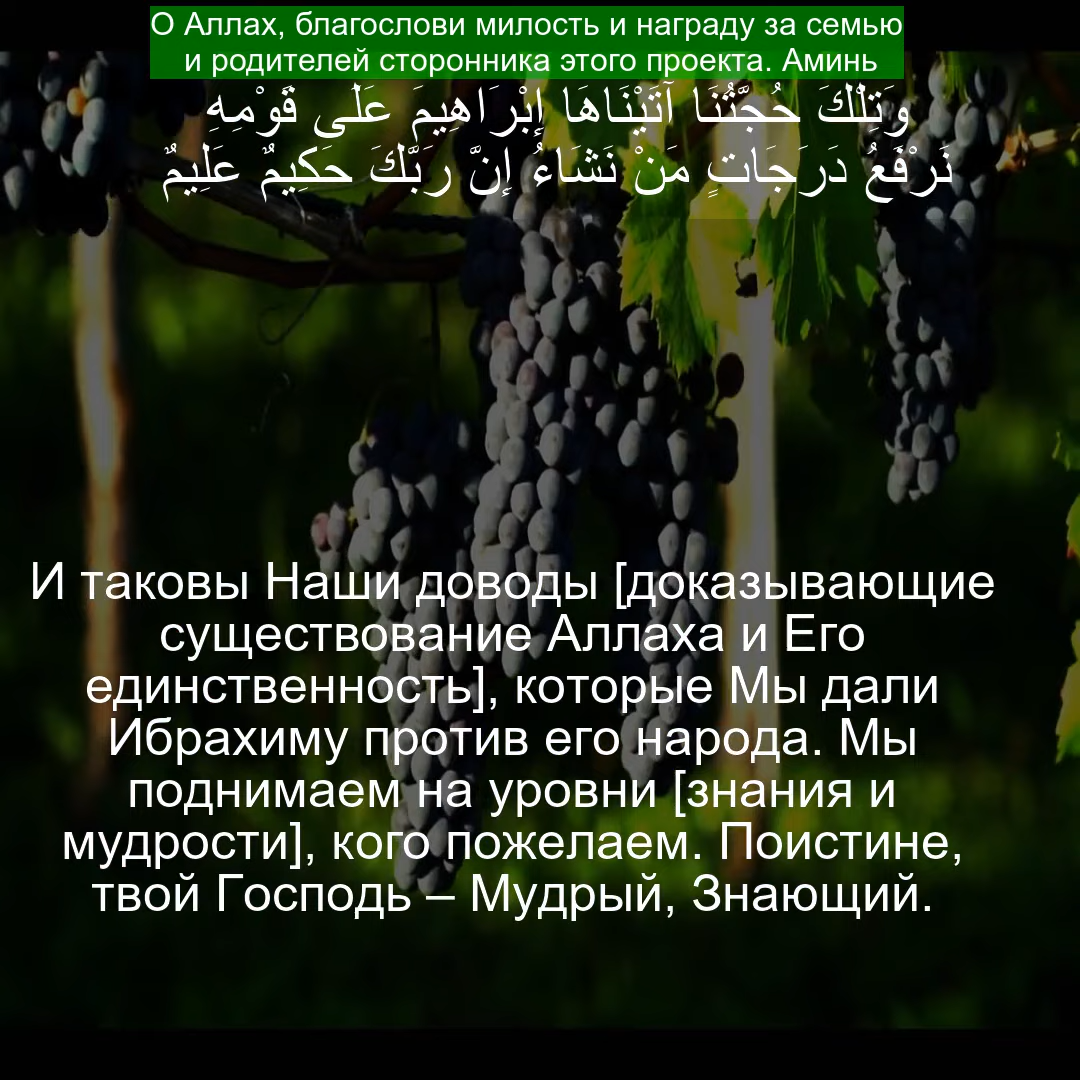 О Аллах, благослови милость и награду за семью
и родителей сторонника этого проекта. Аминь
وَتِلْكَ حُجَّتُنَا آتَيْنَاهَا إِبْرَاهِيمَ عَلَى قَوْمِهِ
نَرْفَعُ دَرَجَاتٍ مَنْ نَشَاءُ إِنَّ رَبَّكَ حَكِيمٌ عَلِيمٌ
И таковы Наши доводы [доказывающие
существование Аллаха и Его
единственность], которые Мы дали
Ибрахиму против его народа. Мы
поднимаем на уровни [знания и
мудрости], кого пожелаем. Поистине,
твой Господь – Мудрый, Знающий.